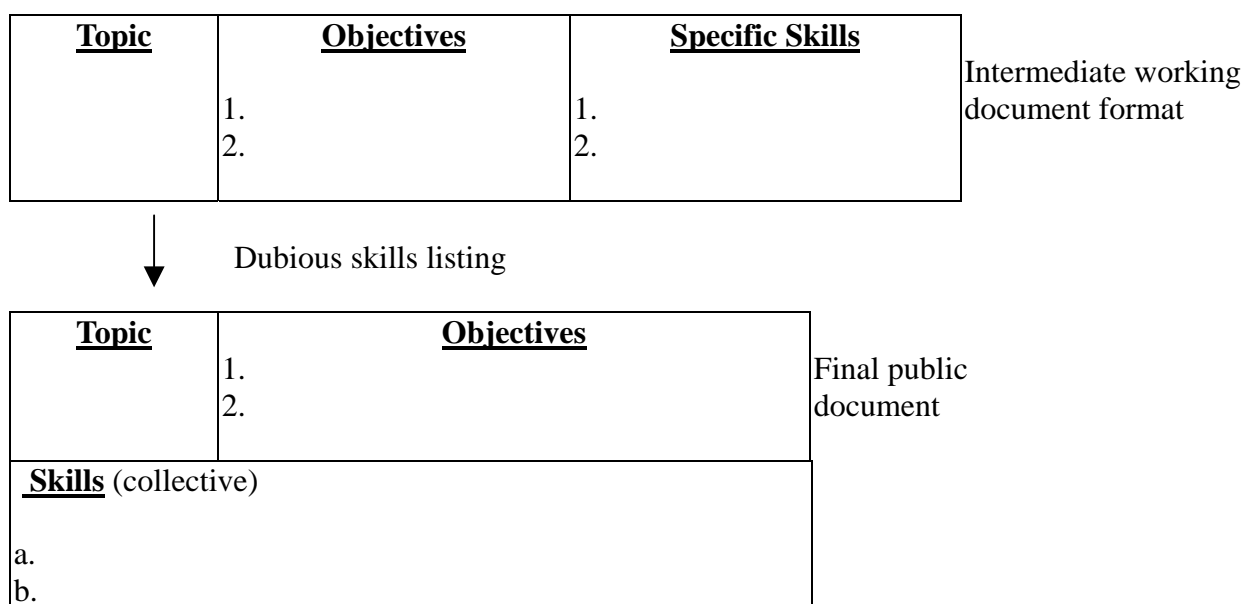 Topic Objectives Specific Skills
Intermediate working
1. 1. document format
2. 2.
Dubious skills listing
Topic Objectives
1. Final public
2. document
Skills (collective)
a.
b.